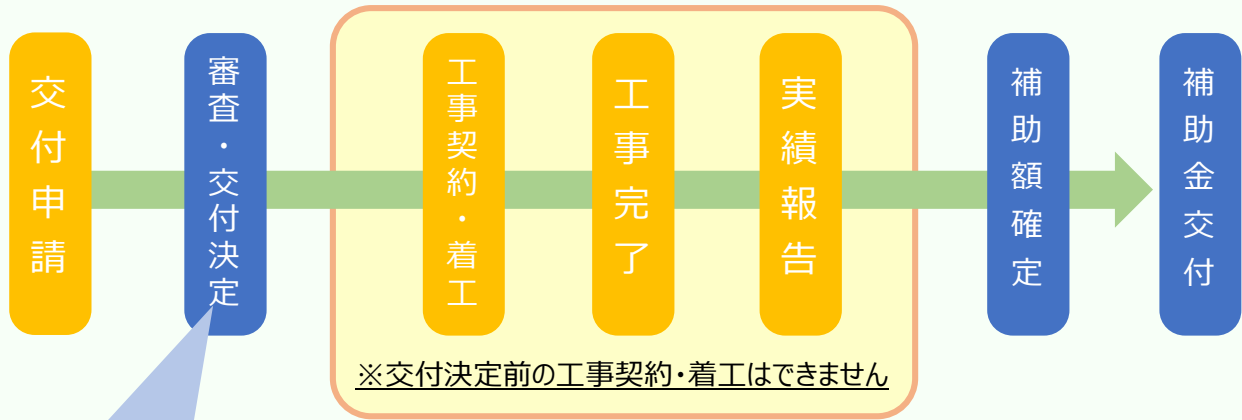 交付申請
審査・交付決定
工事契約・着工
工事完了
実績報告
補助額確定
補助金交付
※交付決定前の工事契約・着工はできません